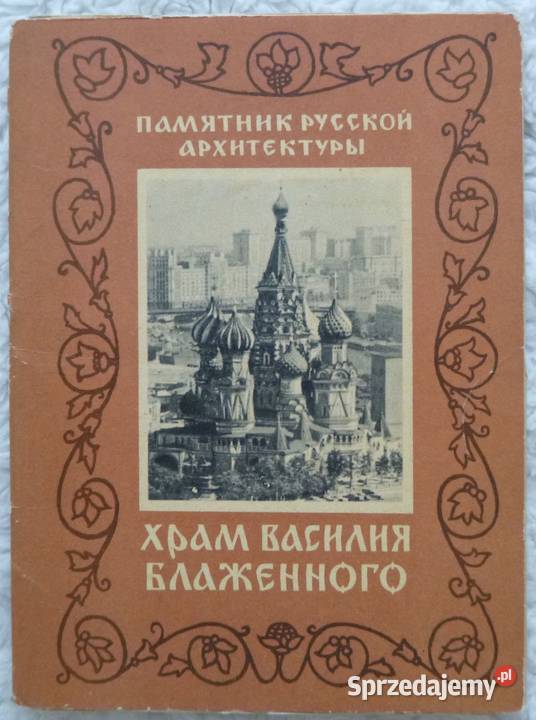 ПАМЯТНИК РУССКОЙ
АРХИТЕКТУРЫ
ХРАМ ВАСИЛИЯ
БЛАЖЕННОГО
Sprzedajemy.pl